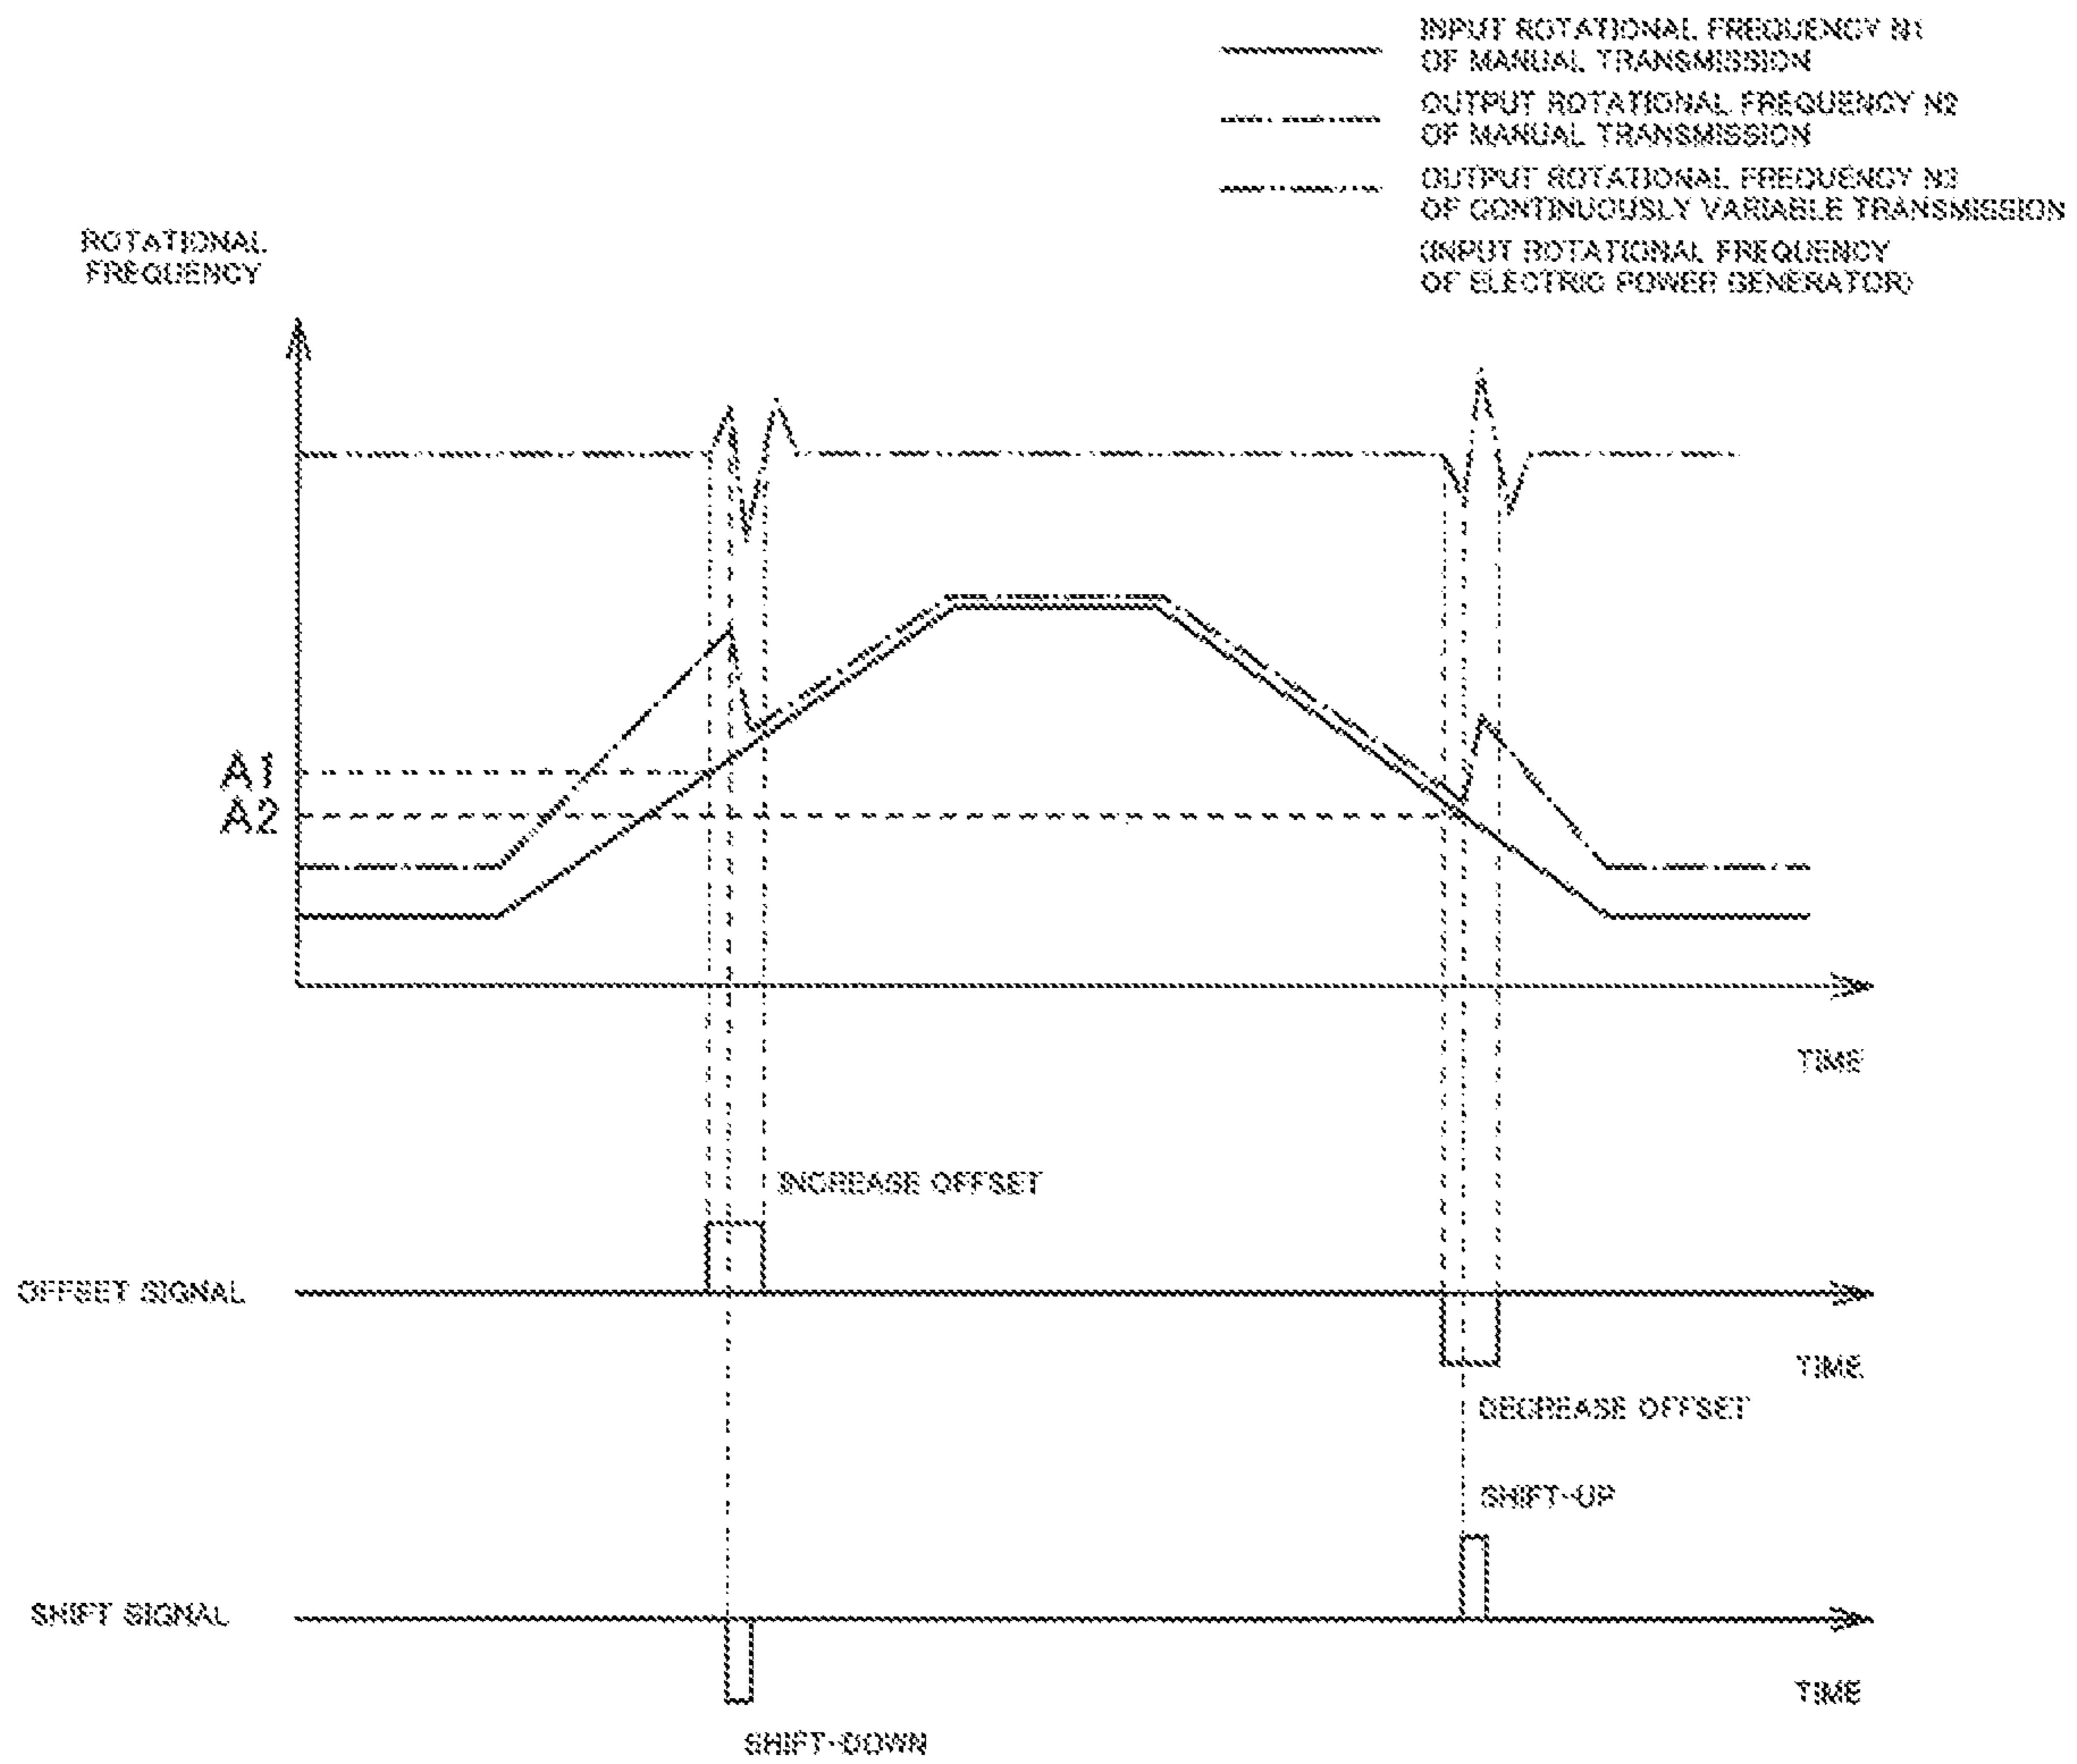 INPUT ROTATIONAL FREQUENCY N1
OF MANUAL TRANSMISSION
OUTPUT ROTATIONAL FREQUENCY N2
OF MANUAL TRANSMISSION
OUTPUT ROTATIONAL FREQUENCY N3
OF CONTINUOUSLY VARIABLE TRANSMISSION
(INPUT ROTATIONAL FREQUENCY
OF ELECTRIC POWER GENERATOR)
ROTATIONAL
FREQUENCY
A1
A2
TIME
INCREASE OFFSET
OFFSET SIGNAL
TIME
DECREASE OFFSET
SHIFT-UP
SHIFT SIGNAL
TIME
SHIFT-DOWN